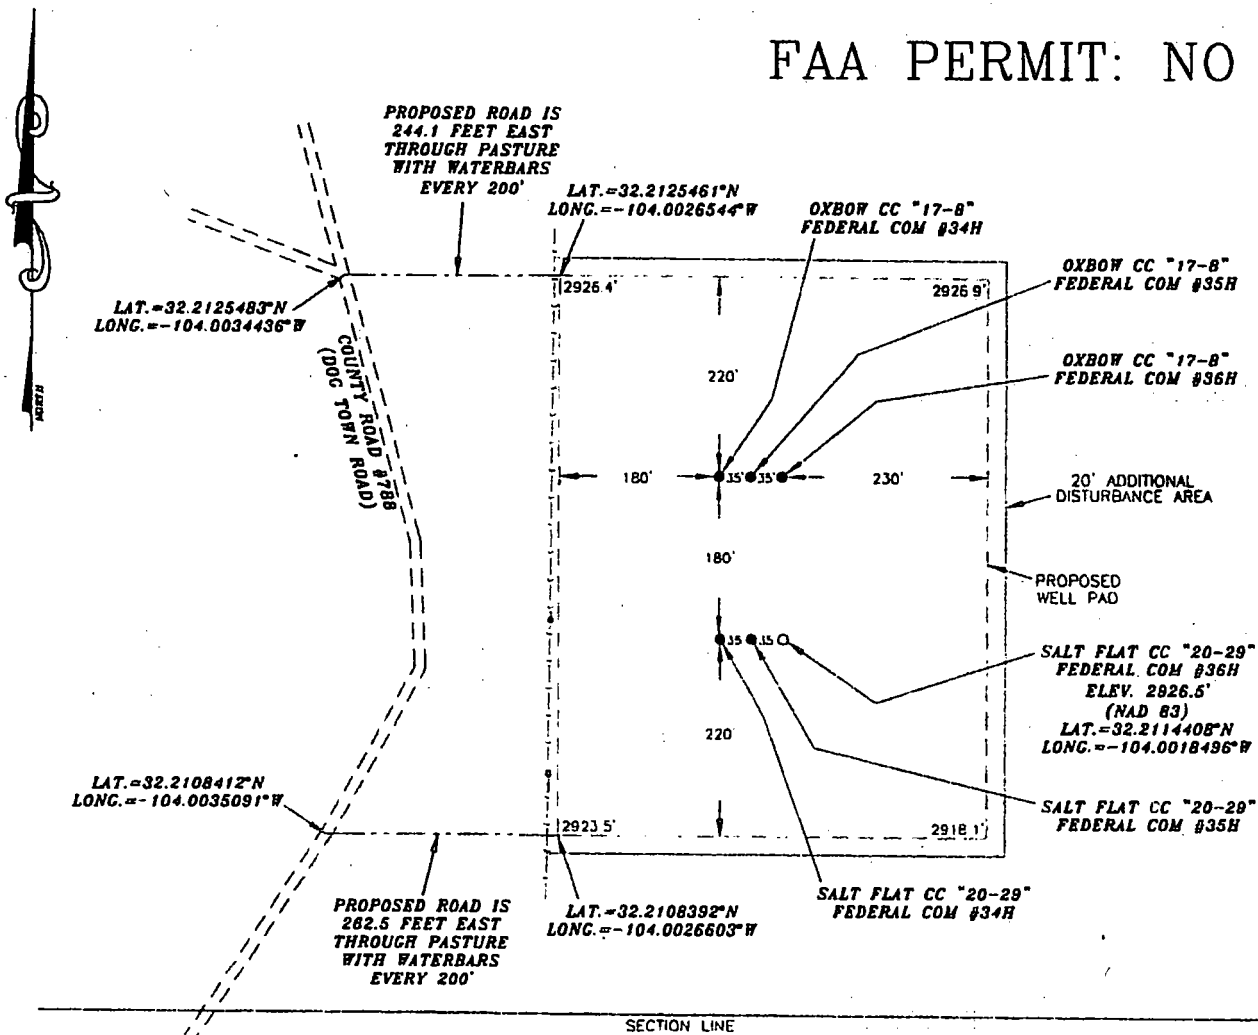 FAA PERMIT: NO
PROPOSED ROAD IS
244.1 FEET EAST
THROUGH PASTURE
WITH WATERBARS
EVERY 200'
LAT.=32.2125461°N
LONG.=-104.0026544°W
OXBOW CC "17-8"
FEDERAL COM #34H
OXBOW CC "17-8"
FEDERAL COM #35H
LAT.=32.2125483°N
LONG.=-104.0034436°W
2926.4'
2926.9'
NORTH
COUNTY ROAD #788
(DOG TOWN ROAD)
220'
OXBOW CC "17-8"
FEDERAL COM #36H
180'
35'
35'
230'
20' ADDITIONAL
DISTURBANCE AREA
180'
PROPOSED
WELL PAD
35
35
SALT FLAT CC "20-29"
FEDERAL COM #36H
ELEV. 2926.5'
(NAD 83)
LAT.=32.2114408°N
LONG.=-104.0018496°W
220'
LAT.=32.2108412°N
LONG.=-104.0035091°W
SALT FLAT CC "20-29"
FEDERAL COM #35H
2923.5'
2918.1'
PROPOSED ROAD IS
262.5 FEET EAST
THROUGH PASTURE
WITH WATERBARS
EVERY 200'
LAT.=32.2108392°N
LONG.=-104.0026603°W
SALT FLAT CC "20-29"
FEDERAL COM #34H
SECTION LINE